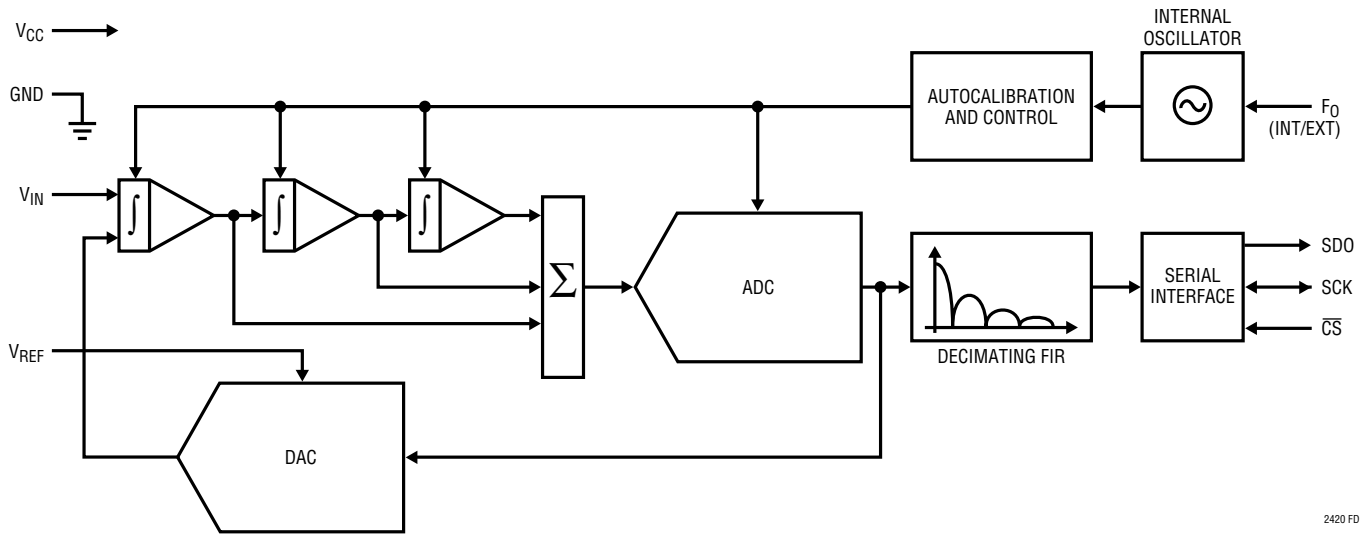 INTERNAL
OSCILLATOR
VCC
GND
AUTOCALIBRATION
AND CONTROL
FO
(INT/EXT)
VIN
∫
∫
∫
Σ
ADC
SERIAL
INTERFACE
SDO
SCK
CS
VREF
DECIMATING FIR
DAC
2420 FD